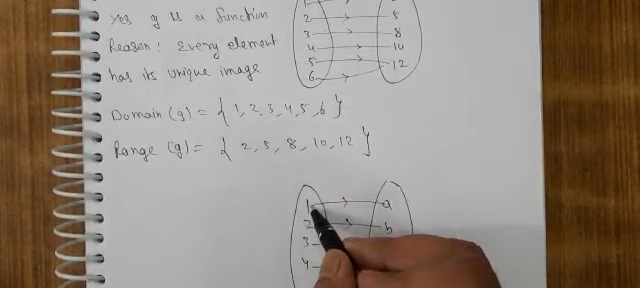 Yes g is a function
Reason: Every element
has its unique image
1
2
3
4
5
6
5
8
10
12
Domain (g) = { 1, 2, 3, 4, 5, 6 }
Range (g) = { 2, 5, 8, 10, 12 }
1
2
3
4
a
b